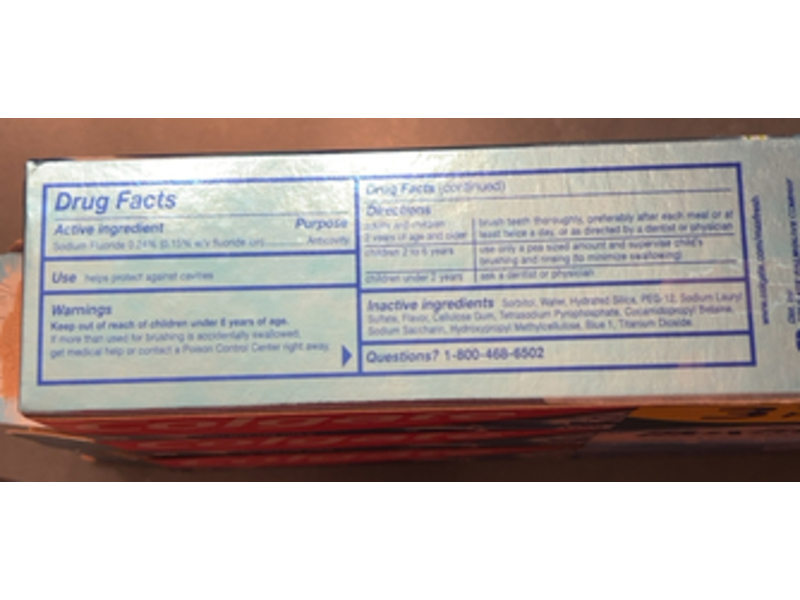 Drug Facts
Active ingredient Purpose
Sodium Fluoride 0.24% (0.15% w/v fluoride ion) Anticavity
Use helps protect against cavities
Warnings
Keep out of reach of children under 6 years of age.
If more than used for brushing is accidentally swallowed,
get medical help or contact a Poison Control Center right away.
Drug Facts (continued)
Directions
adults and children
2 years of age and older
brush teeth thoroughly, preferably after each meal or at
least twice a day, or as directed by a dentist or physician
children 2 to 6 years
use only a pea sized amount and supervise child's
brushing and rinsing (to minimize swallowing)
children under 2 years
ask a dentist or physician
Inactive ingredients Sorbitol, Water, Hydrated Silica, PEG-12, Sodium Lauryl
Sulfate, Flavor, Cellulose Gum, Tetrasodium Pyrophosphate, Cocamidopropyl Betaine,
Sodium Saccharin, Hydroxypropyl Methylcellulose, Blue 1, Titanium Dioxide.
Questions? 1-800-468-6502
Colgate